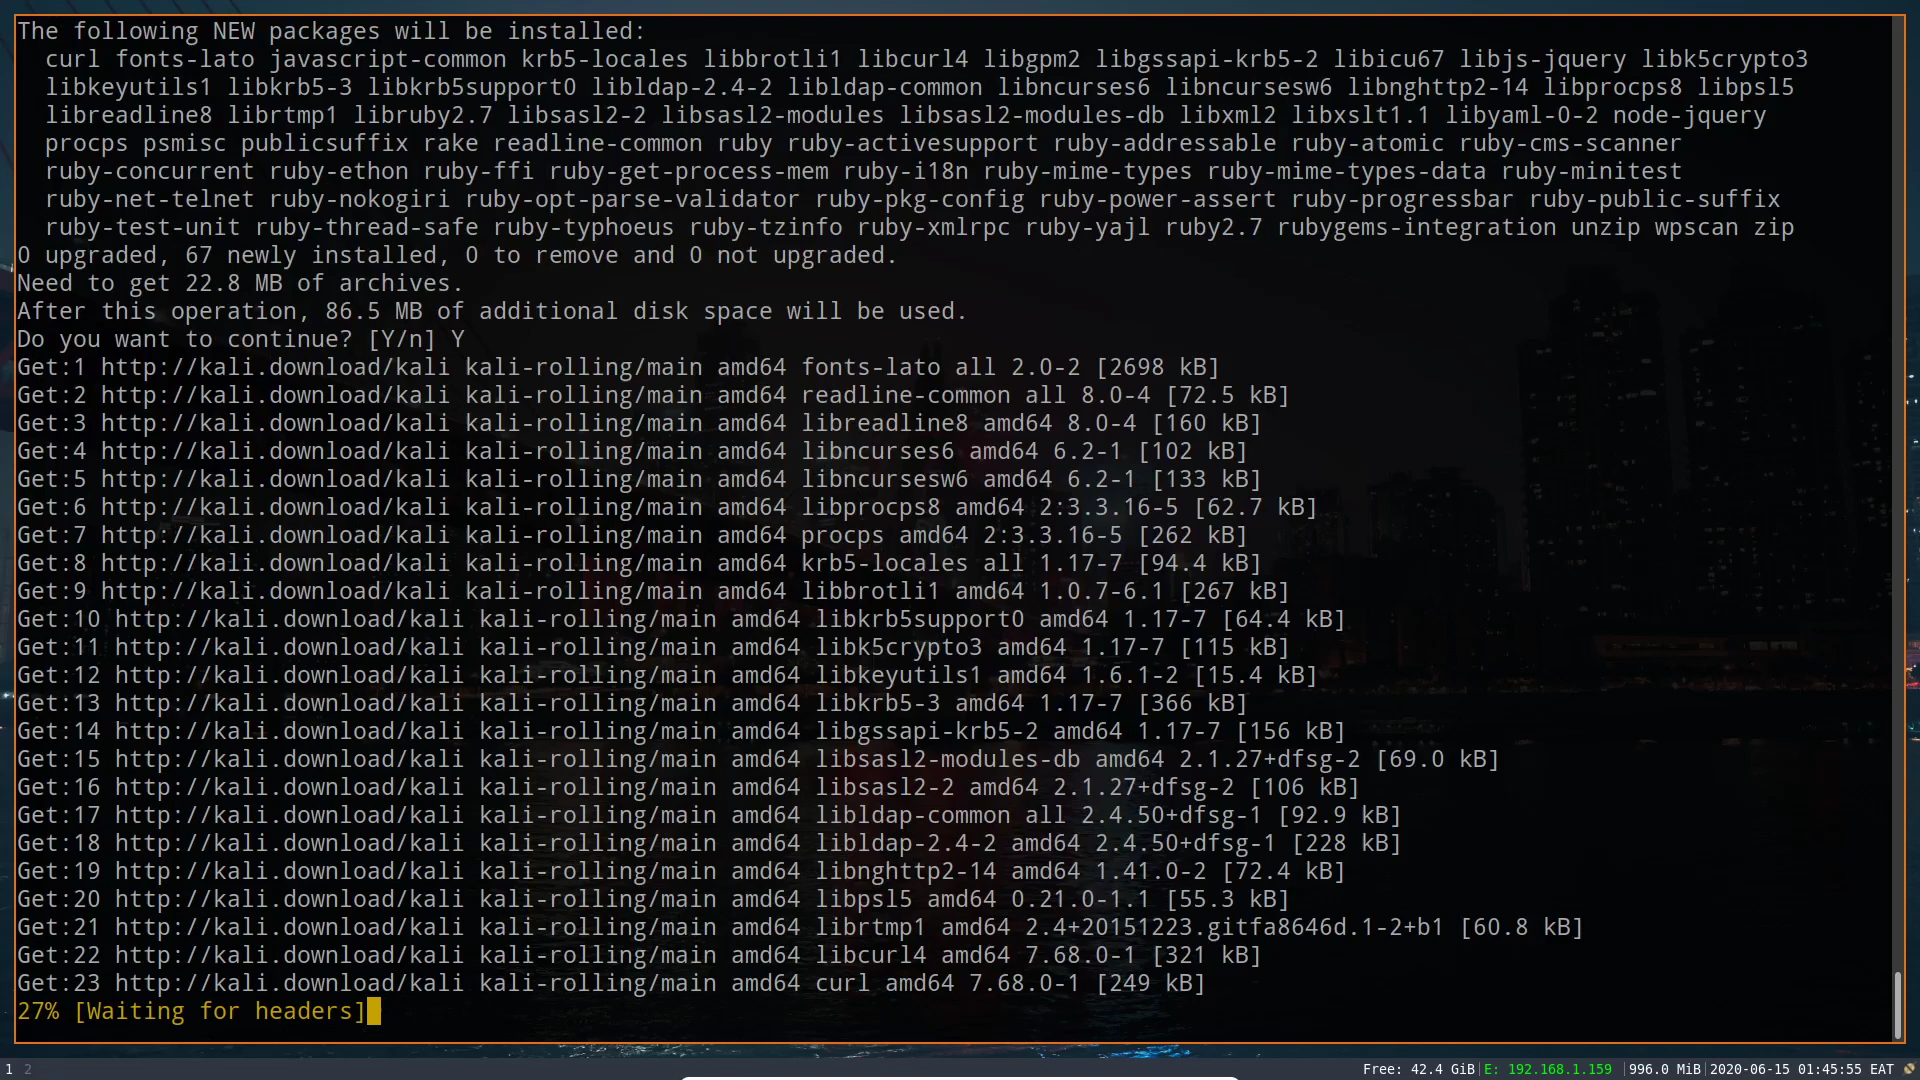 The following NEW packages will be installed:
  curl fonts-lato javascript-common krb5-locales libbrotli1 libcurl4 libgpm2 libgssapi-krb5-2 libicu67 libjs-jquery libk5crypto3
  libkeyutils1 libkrb5-3 libkrb5support0 libldap-2.4-2 libldap-common libncurses6 libncursesw6 libnghttp2-14 libprocps8 libpsl5
  libreadline8 librtmp1 libruby2.7 libsasl2-2 libsasl2-modules libsasl2-modules-db libxml2 libxslt1.1 libyaml-0-2 node-jquery
  procps psmisc publicsuffix rake readline-common ruby ruby-activesupport ruby-addressable ruby-atomic ruby-cms-scanner
  ruby-concurrent ruby-ethon ruby-ffi ruby-get-process-mem ruby-i18n ruby-mime-types ruby-mime-types-data ruby-minitest
  ruby-net-telnet ruby-nokogiri ruby-opt-parse-validator ruby-pkg-config ruby-power-assert ruby-progressbar ruby-public-suffix
  ruby-test-unit ruby-thread-safe ruby-typhoeus ruby-tzinfo ruby-xmlrpc ruby-yajl ruby2.7 rubygems-integration unzip wpscan zip
0 upgraded, 67 newly installed, 0 to remove and 0 not upgraded.
Need to get 22.8 MB of archives.
After this operation, 86.5 MB of additional disk space will be used.
Do you want to continue? [Y/n] Y
Get:1 http://kali.download/kali kali-rolling/main amd64 fonts-lato all 2.0-2 [2698 kB]
Get:2 http://kali.download/kali kali-rolling/main amd64 readline-common all 8.0-4 [72.5 kB]
Get:3 http://kali.download/kali kali-rolling/main amd64 libreadline8 amd64 8.0-4 [160 kB]
Get:4 http://kali.download/kali kali-rolling/main amd64 libncurses6 amd64 6.2-1 [102 kB]
Get:5 http://kali.download/kali kali-rolling/main amd64 libncursesw6 amd64 6.2-1 [133 kB]
Get:6 http://kali.download/kali kali-rolling/main amd64 libprocps8 amd64 2:3.3.16-5 [62.7 kB]
Get:7 http://kali.download/kali kali-rolling/main amd64 procps amd64 2:3.3.16-5 [262 kB]
Get:8 http://kali.download/kali kali-rolling/main amd64 krb5-locales all 1.17-7 [94.4 kB]
Get:9 http://kali.download/kali kali-rolling/main amd64 libbrotli1 amd64 1.0.7-6.1 [267 kB]
Get:10 http://kali.download/kali kali-rolling/main amd64 libkrb5support0 amd64 1.17-7 [64.4 kB]
Get:11 http://kali.download/kali kali-rolling/main amd64 libk5crypto3 amd64 1.17-7 [115 kB]
Get:12 http://kali.download/kali kali-rolling/main amd64 libkeyutils1 amd64 1.6.1-2 [15.4 kB]
Get:13 http://kali.download/kali kali-rolling/main amd64 libkrb5-3 amd64 1.17-7 [366 kB]
Get:14 http://kali.download/kali kali-rolling/main amd64 libgssapi-krb5-2 amd64 1.17-7 [156 kB]
Get:15 http://kali.download/kali kali-rolling/main amd64 libsasl2-modules-db amd64 2.1.27+dfsg-2 [69.0 kB]
Get:16 http://kali.download/kali kali-rolling/main amd64 libsasl2-2 amd64 2.1.27+dfsg-2 [106 kB]
Get:17 http://kali.download/kali kali-rolling/main amd64 libldap-common all 2.4.50+dfsg-1 [92.9 kB]
Get:18 http://kali.download/kali kali-rolling/main amd64 libldap-2.4-2 amd64 2.4.50+dfsg-1 [228 kB]
Get:19 http://kali.download/kali kali-rolling/main amd64 libnghttp2-14 amd64 1.41.0-2 [72.4 kB]
Get:20 http://kali.download/kali kali-rolling/main amd64 libpsl5 amd64 0.21.0-1.1 [55.3 kB]
Get:21 http://kali.download/kali kali-rolling/main amd64 librtmp1 amd64 2.4+20151223.gitfa8646d.1-2+b1 [60.8 kB]
Get:22 http://kali.download/kali kali-rolling/main amd64 libcurl4 amd64 7.68.0-1 [321 kB]
Get:23 http://kali.download/kali kali-rolling/main amd64 curl amd64 7.68.0-1 [249 kB]
27% [Waiting for headers]
1 2 Free: 42.4 GiB|E: 192.168.1.159 |996.0 MiB|2020-06-15 01:45:55 EAT